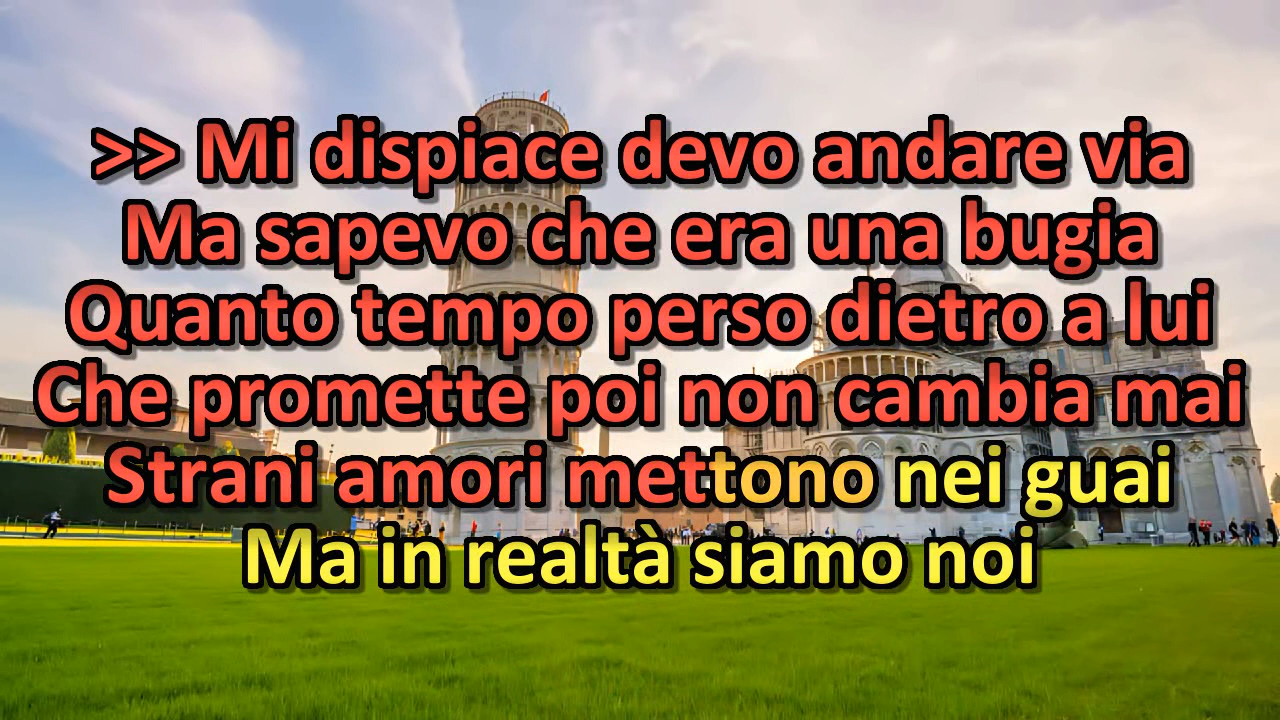 >> Mi dispiace devo andare via
Ma sapevo che era una bugia
Quanto tempo perso dietro a lui
Che promette poi non cambia mai
Strani amori mettono nei guai
Ma in realtà siamo noi